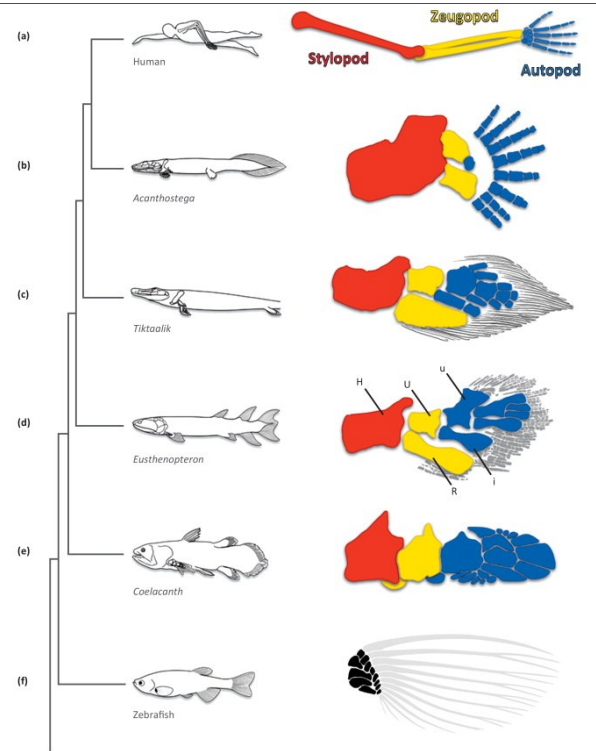 (a)
Human
Stylopod
Zeugopod
Autopod
(b)
Acanthostega
(c)
Tiktaalik
(d)
Eusthenopteron
H
U
u
R
i
(e)
Coelacanth
(f)
Zebrafish